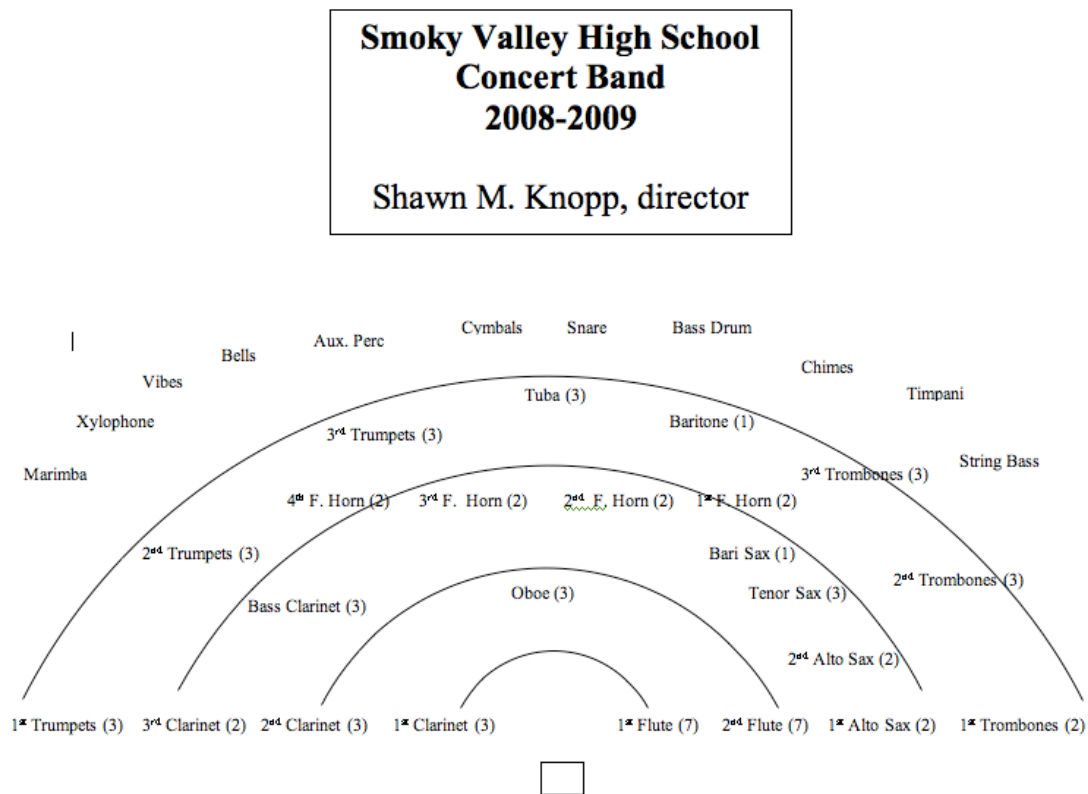 Smoky Valley High School
Concert Band
2008-2009
Shawn M. Knopp, director
Cymbals Snare Bass Drum
Aux. Perc
Bells
Chimes
Vibes
Timpani
Tuba (3)
Xylophone
Baritone (1)
3rd Trumpets (3)
String Bass
Marimba
3rd Trombones (3)
4th F. Horn (2) 3rd F. Horn (2) 2nd F, Horn (2) 1st F. Horn (2)
2nd Trumpets (3)
Bari Sax (1)
2nd Trombones (3)
Oboe (3)
Tenor Sax (3)
Bass Clarinet (3)
2nd Alto Sax (2)
1st Trumpets (3) 3rd Clarinet (2) 2nd Clarinet (3) 1st Clarinet (3) 1st Flute (7) 2nd Flute (7) 1st Alto Sax (2) 1st Trombones (2)